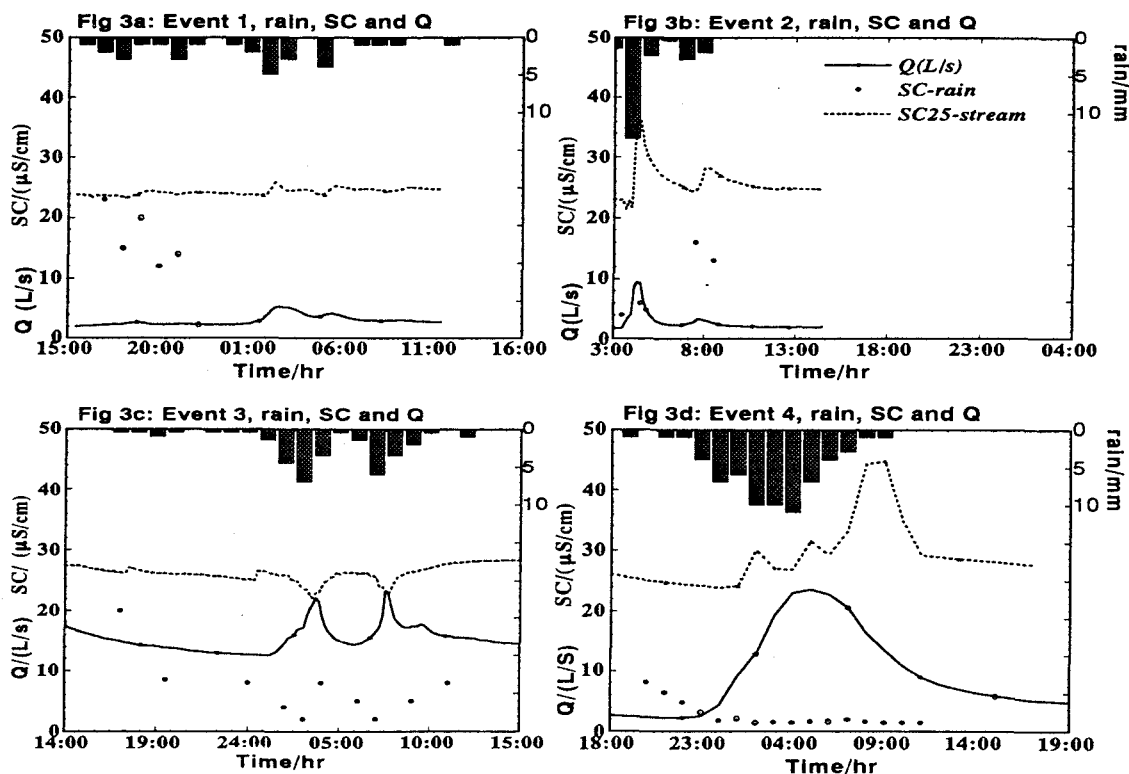 Fig 3a: Event 1, rain, SC and Q
50
40
30
20
10
0
SC/(µS/cm)
Q (L/s)
0
5
10
15:00 20:00 01:00 06:00 11:00 16:00
Time/hr
Fig 3b: Event 2, rain, SC and Q
50
40
30
20
10
0
SC/(µS/cm)
Q(L/s)
0
5
10
rain/mm
Q(L/s)
SC-rain
SC25-stream
3:00 8:00 13:00 18:00 23:00 04:00
Time/hr
Fig 3c: Event 3, rain, SC and Q
50
40
30
20
10
0
SC/ (µS/cm)
Q/(L/s)
0
5
10
14:00 19:00 24:00 05:00 10:00 15:00
Time/hr
Fig 3d: Event 4, rain, SC and Q
50
40
30
20
10
0
SC/(µS/cm)
Q/(L/S)
0
5
10
rain/mm
18:00 23:00 04:00 09:00 14:00 19:00
Time/hr